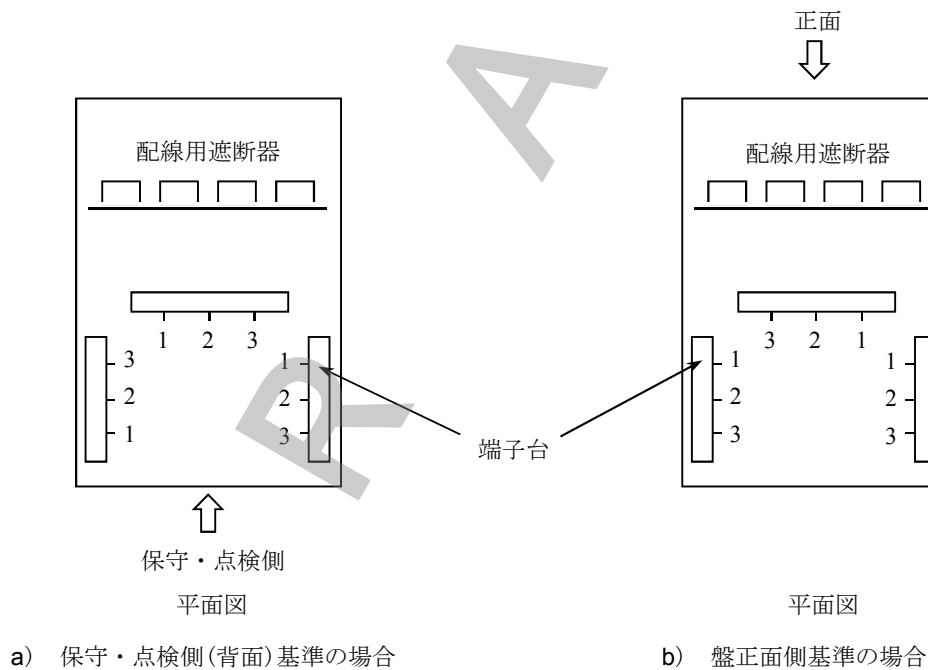 正面
配線用遮断器
1 2 3
3
2
1
1
2
3
保守・点検側
平面図
a） 保守・点検側（背面）基準の場合
端子台
配線用遮断器
3 2 1
1
2
3
1
2
3
平面図
b） 盤正面側基準の場合
R A